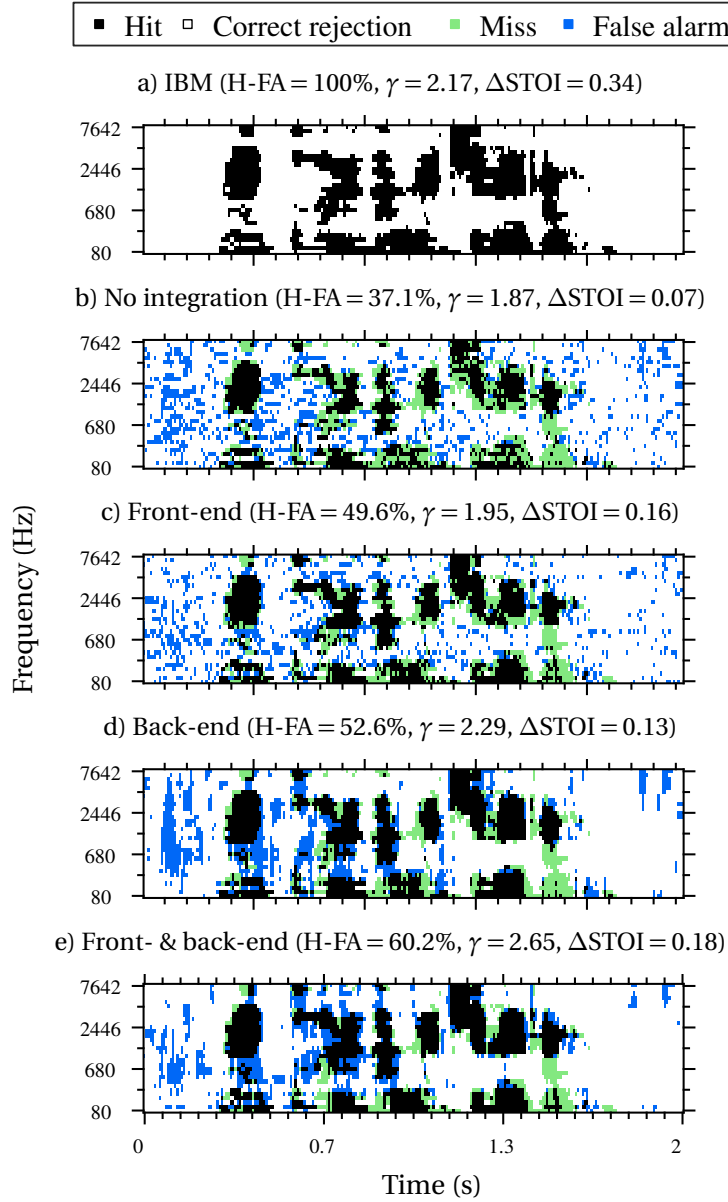 Hit Correct rejection Miss False alarm
a) IBM (H-FA = 100%, γ = 2.17, ΔSTOI = 0.34)
7642
2446
680
80
b) No integration (H-FA = 37.1%, γ = 1.87, ΔSTOI = 0.07)
7642
2446
680
80
c) Front-end (H-FA = 49.6%, γ = 1.95, ΔSTOI = 0.16)
7642
2446
680
80
Frequency (Hz)
d) Back-end (H-FA = 52.6%, γ = 2.29, ΔSTOI = 0.13)
7642
2446
680
80
e) Front- & back-end (H-FA = 60.2%, γ = 2.65, ΔSTOI = 0.18)
7642
2446
680
80
0 0.7 1.3 2
Time (s)